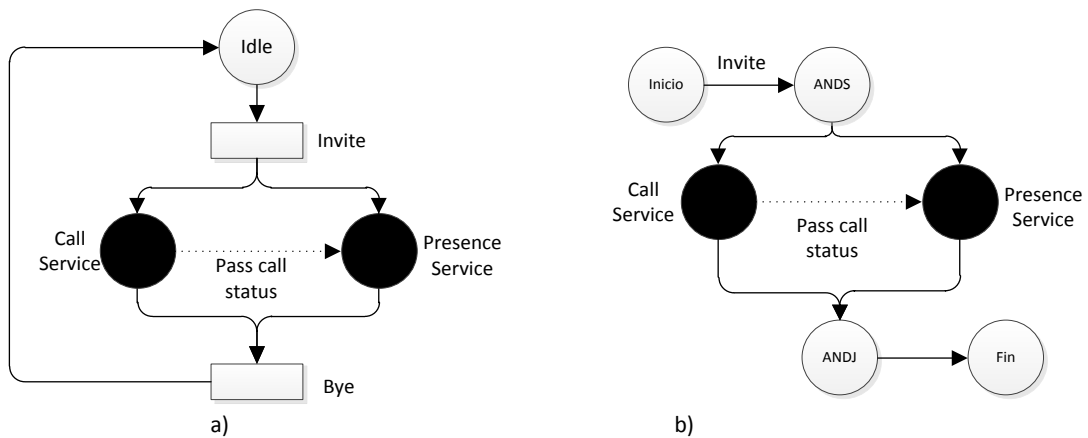 Idle
Invite
Call
Service
Pass call
status
Presence
Service
Bye
a)
Inicio
Invite
ANDS
Call
Service
Pass call
status
Presence
Service
ANDJ
Fin
b)